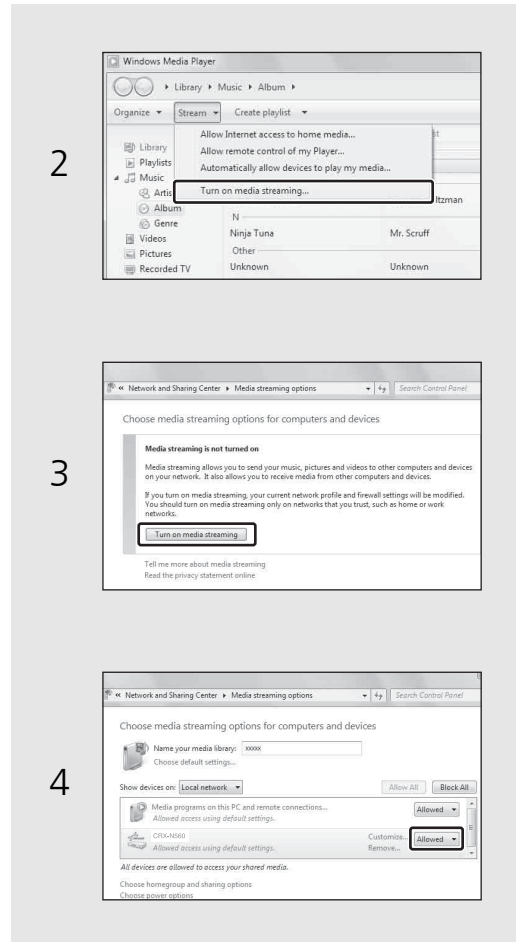 2
Windows Media Player
Library Music Album
Organize Stream Create playlist
Allow Internet access to home media...
Allow remote control of my Player...
Automatically allow devices to play my media...
Turn on media streaming...
Library
Playlists
Music
Artis
Album
Genre
Videos
Pictures
Recorded TV
st
ltzman
N
Ninja Tuna Mr. Scruff
Other
Unknown Unknown
3
« Network and Sharing Center Media streaming options Search Control Panel
Choose media streaming options for computers and devices
Media streaming is not turned on
Media streaming allows you to send your music, pictures and videos to other computers and devices
on your network. It also allows you to receive media from other computers and devices.
If you turn on media streaming, your current network profile and firewall settings will be modified.
You should turn on media streaming only on networks that you trust, such as home or work
networks.
Turn on media streaming
Tell me more about media streaming
Read the privacy statement online
4
« Network and Sharing Center Media streaming options Search Control Panel
Choose media streaming options for computers and devices
Name your media library: xxxxx
Choose default settings...
Show devices on: Local network Allow All Block All
Media programs on this PC and remote connections... Allowed
Allowed access using default settings.
CRX-N560 Customize... Allowed
Allowed access using default settings. Remove...
All devices are allowed to access your shared media.
Choose homegroup and sharing options
Choose power options